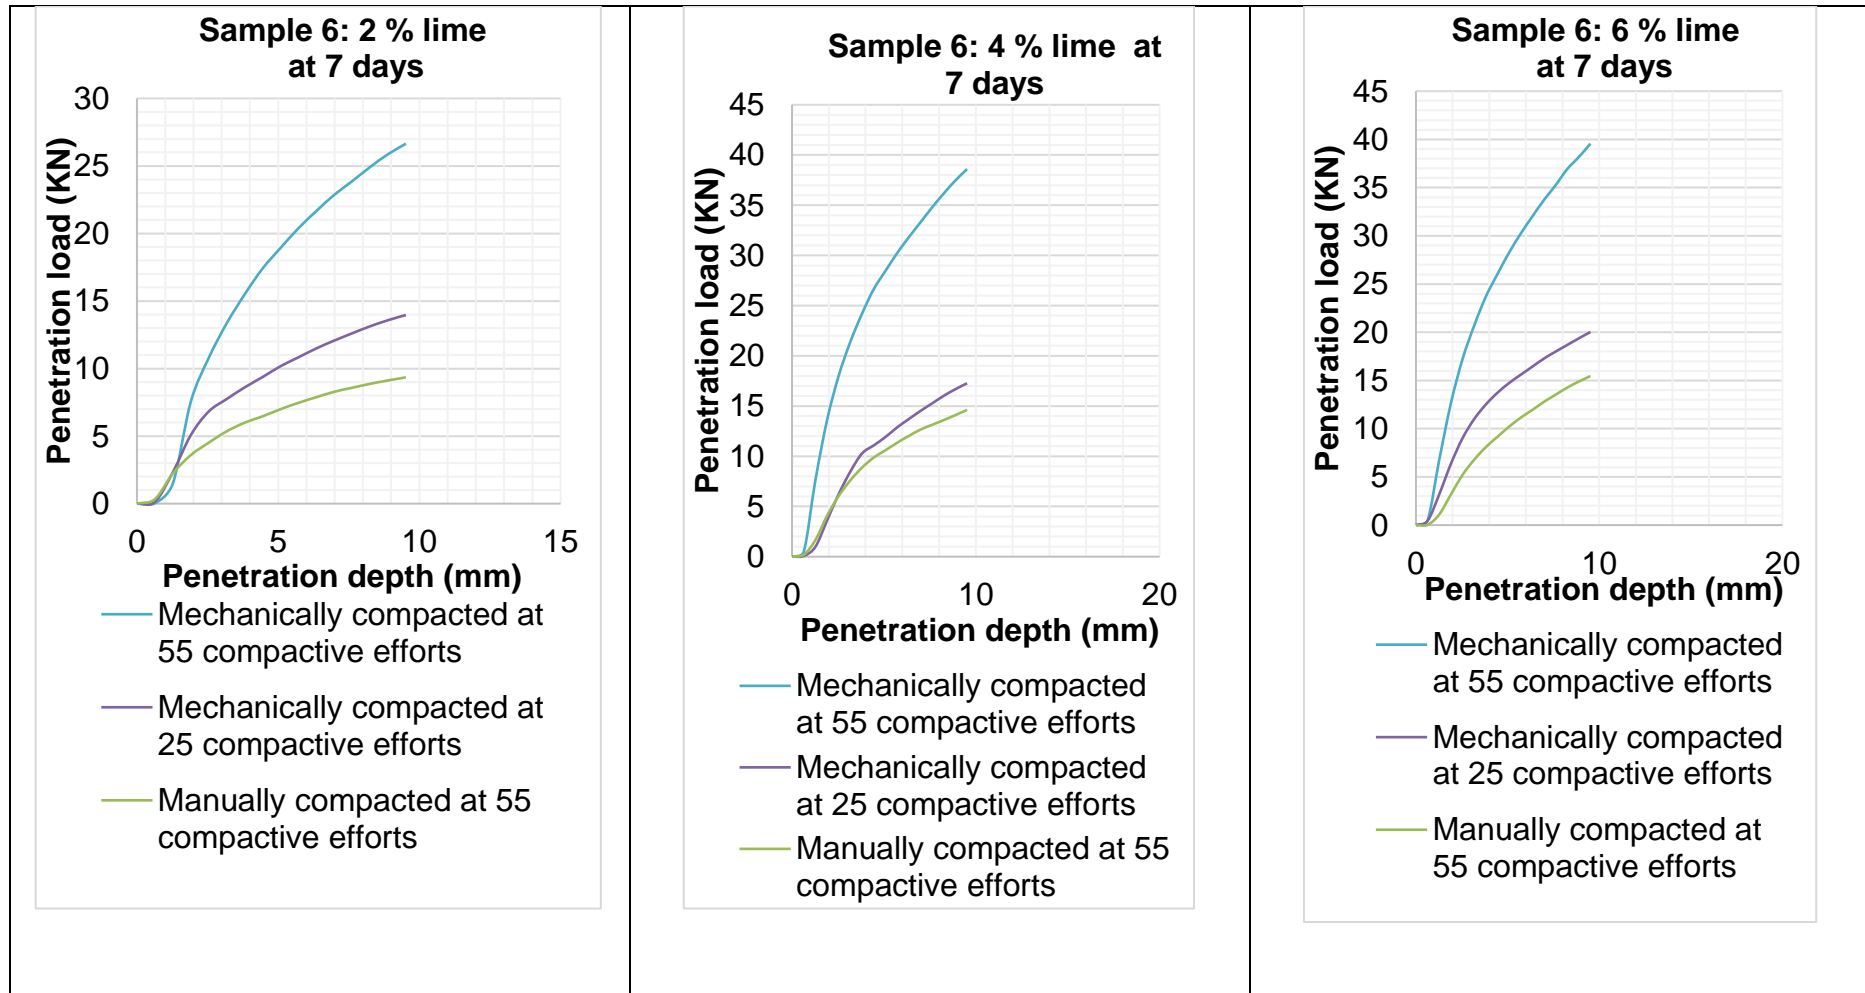 Sample 6: 2 % lime
at 7 days
30
25
20
15
10
5
0
0 5 10 15
Penetration load (KN)
Penetration depth (mm)
Mechanically compacted at
55 compactive efforts
Mechanically compacted at
25 compactive efforts
Manually compacted at 55
compactive efforts
Sample 6: 4 % lime at
7 days
45
40
35
30
25
20
15
10
5
0
0 10 20
Penetration load (KN)
Penetration depth (mm)
Mechanically compacted
at 55 compactive efforts
Mechanically compacted
at 25 compactive efforts
Manually compacted at 55
compactive efforts
Sample 6: 6 % lime
at 7 days
45
40
35
30
25
20
15
10
5
0
0 10 20
Penetration load (KN)
Penetration depth (mm)
Mechanically compacted
at 55 compactive efforts
Mechanically compacted
at 25 compactive efforts
Manually compacted at
55 compactive efforts